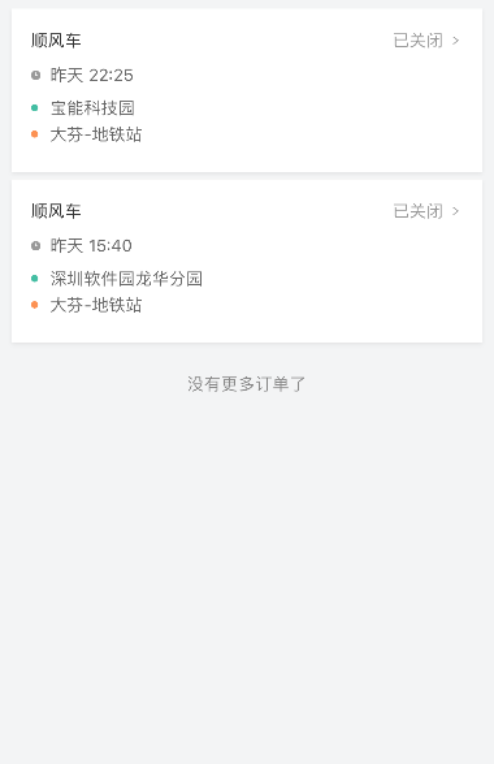 顺风车 已关闭 >
昨天 22:25
宝能科技园
大芬-地铁站
顺风车 已关闭 >
昨天 15:40
深圳软件园龙华分园
大芬-地铁站
没有更多订单了